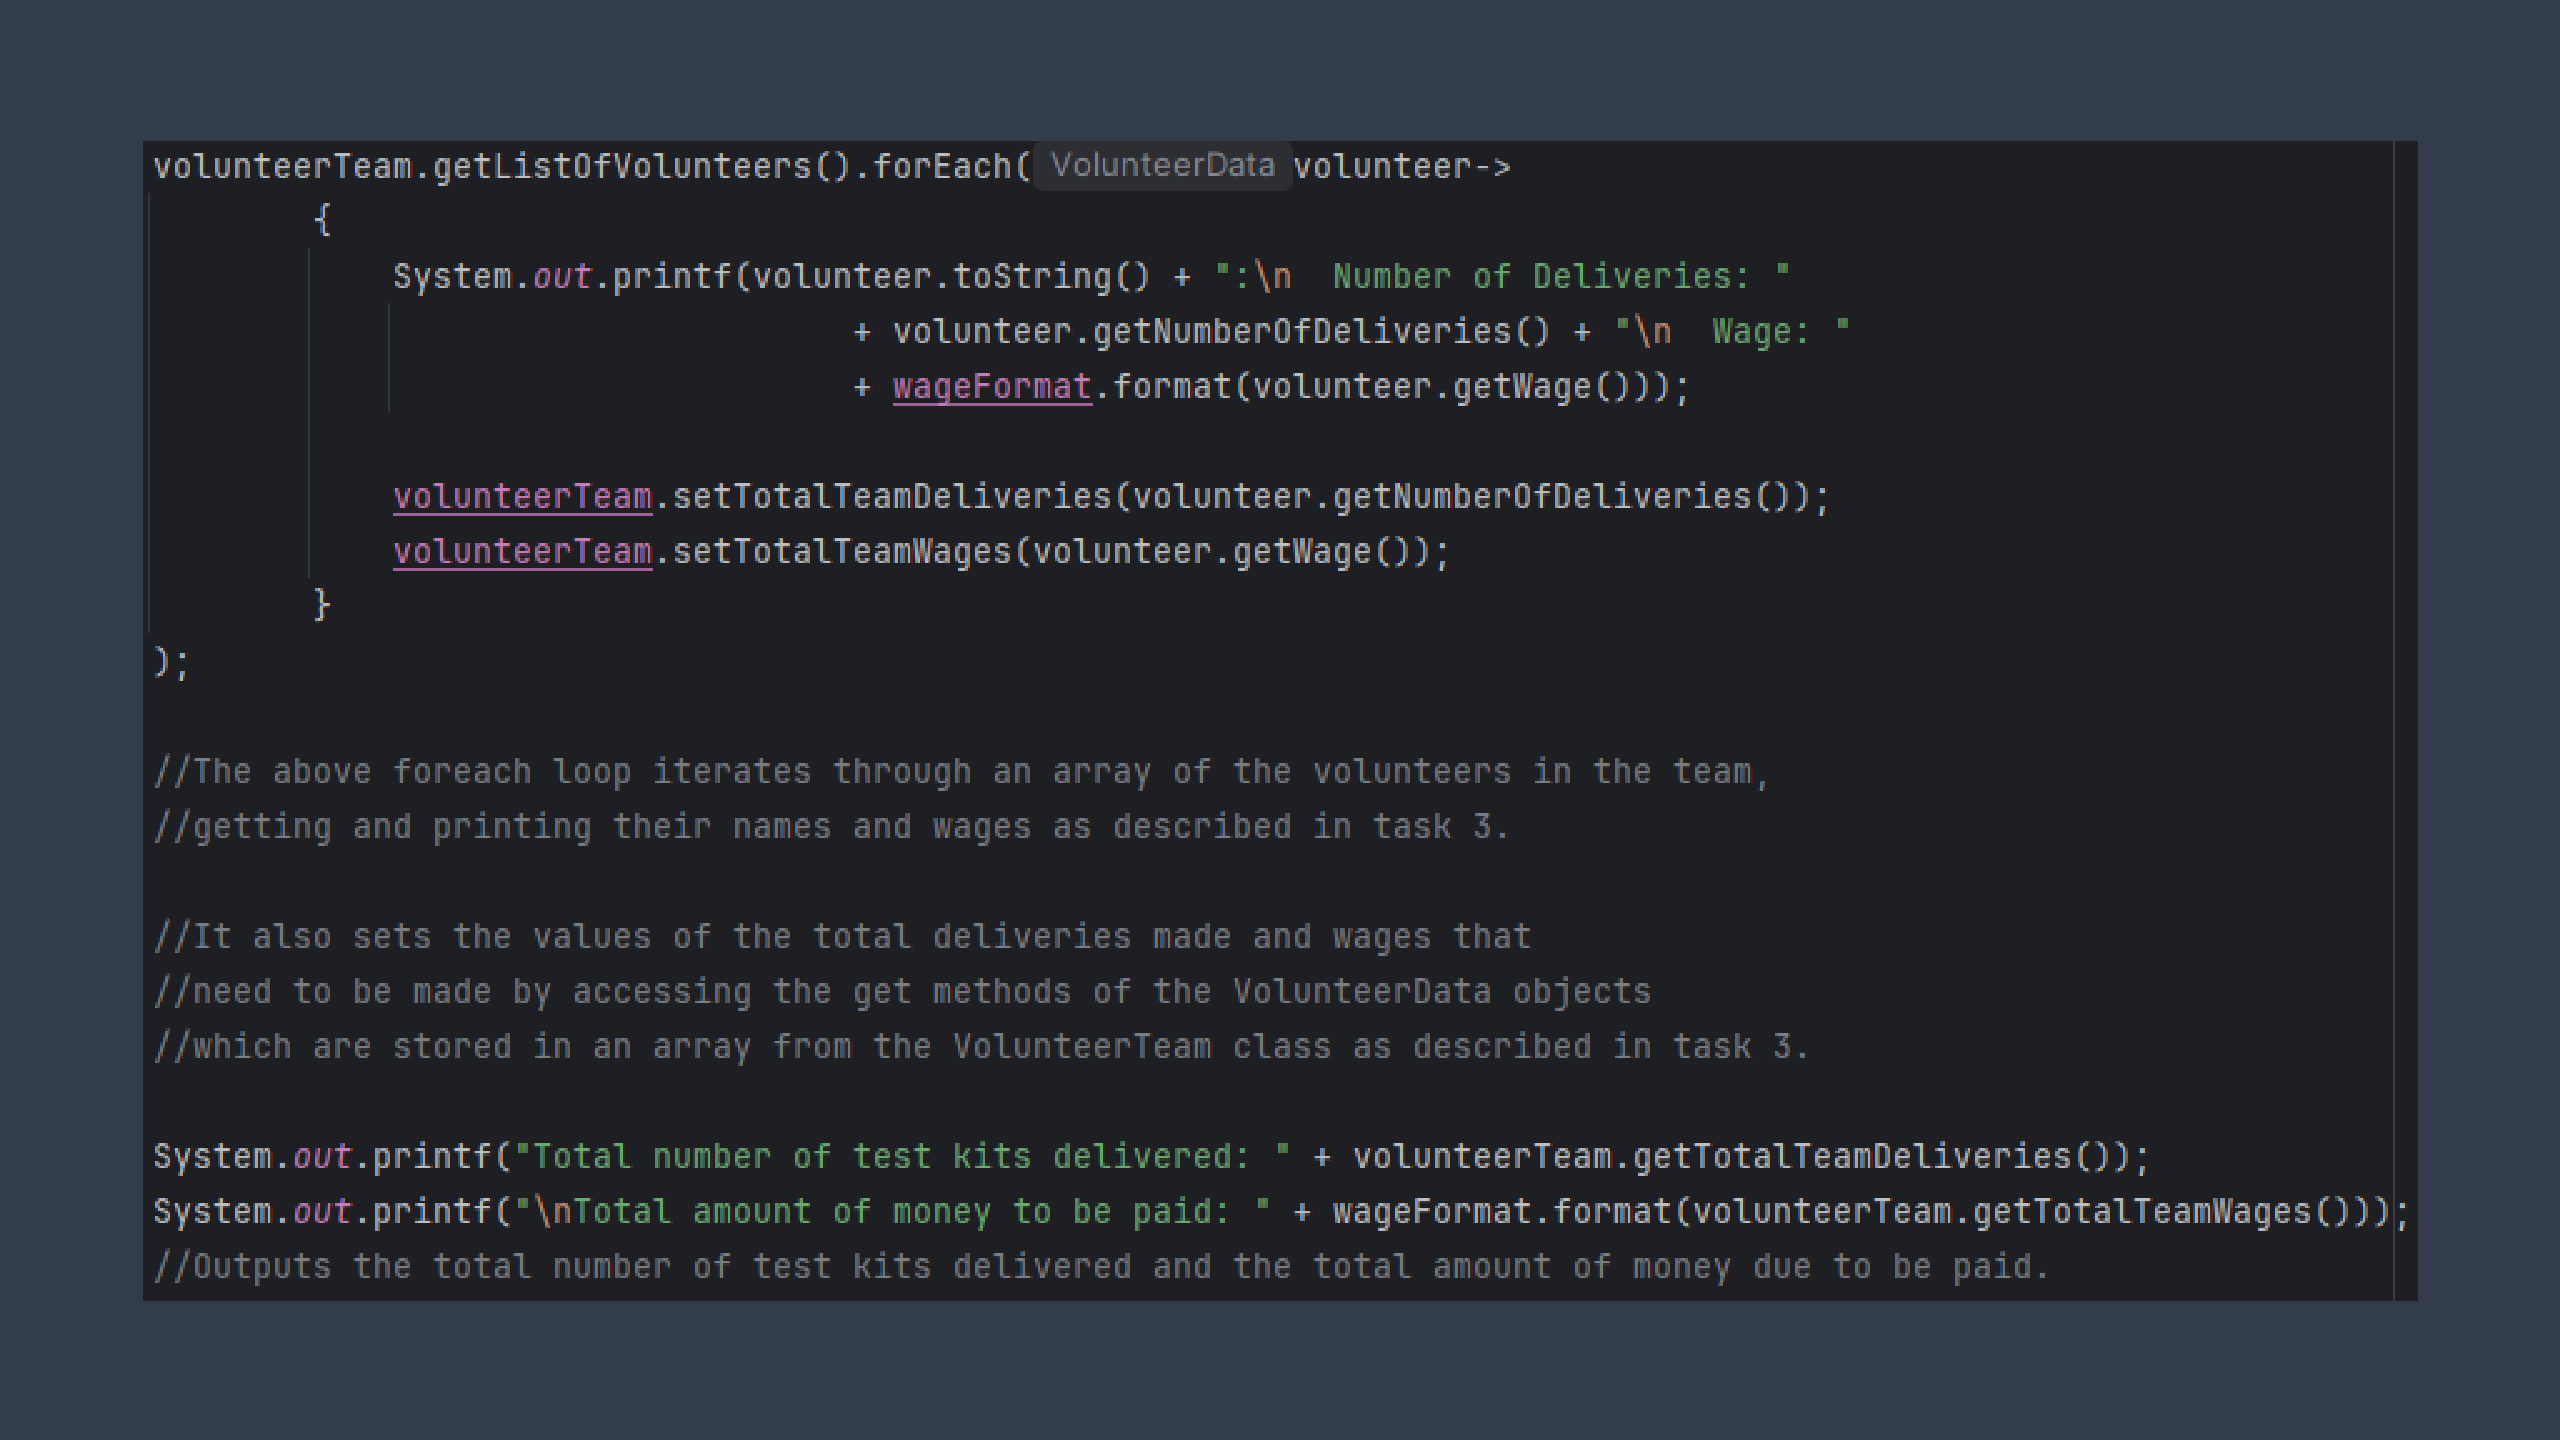 volunteerTeam.getListOfVolunteers().forEach( VolunteerData volunteer->
{
System.out.printf(volunteer.toString() + ":\n  Number of Deliveries: "
+ volunteer.getNumberOfDeliveries() + "\n  Wage: "
+ wageFormat.format(volunteer.getWage()));
volunteerTeam.setTotalTeamDeliveries(volunteer.getNumberOfDeliveries());
volunteerTeam.setTotalTeamWages(volunteer.getWage());
}
);
//The above foreach loop iterates through an array of the volunteers in the team,
//getting and printing their names and wages as described in task 3.
//It also sets the values of the total deliveries made and wages that
//need to be made by accessing the get methods of the VolunteerData objects
//which are stored in an array from the VolunteerTeam class as described in task 3.
System.out.printf("Total number of test kits delivered: " + volunteerTeam.getTotalTeamDeliveries());
System.out.printf("\nTotal amount of money to be paid: " + wageFormat.format(volunteerTeam.getTotalTeamWages()));
//Outputs the total number of test kits delivered and the total amount of money due to be paid.